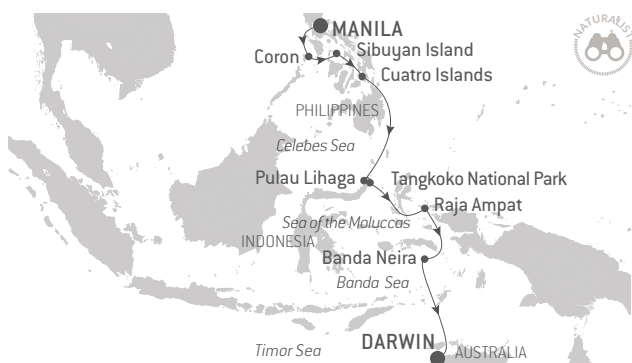 MANILA
NATURALIST
Sibuyan Island
Coron
Cuatro Islands
PHILIPPINES
Celebes Sea
Pulau Lihaga
Tangkoko National Park
Raja Ampat
Sea of the Moluccas
INDONESIA
Banda Neira
Banda Sea
DARWIN
Timor Sea
AUSTRALIA